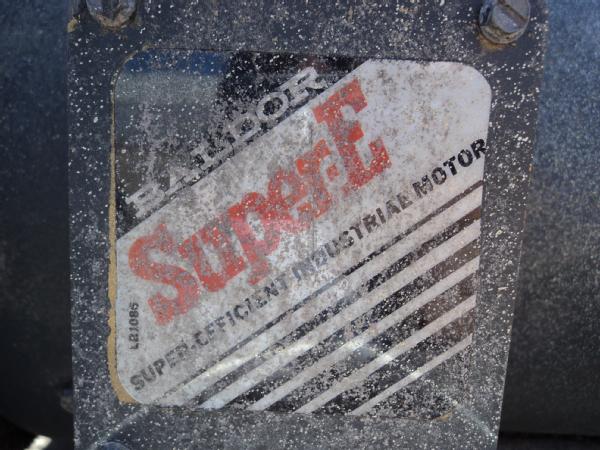 BALDOR
Super-E
SUPER-EFFICIENT INDUSTRIAL MOTOR
LB1086